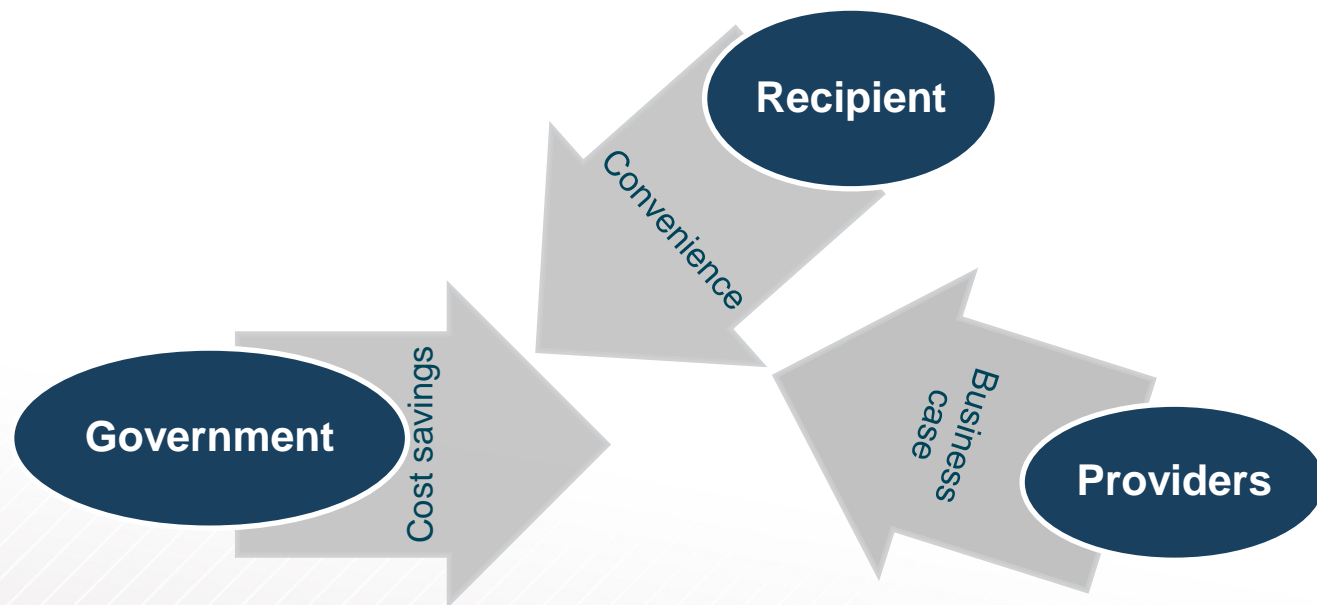 Recipient
Convenience
Government
Cost savings
Business
case
Providers